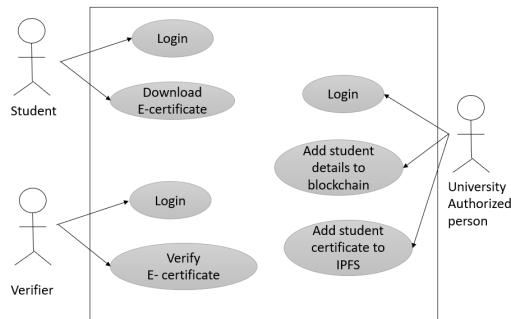 Login
Download
E-certificate
Student
Login
Add student
details to
blockchain
University
Authorized
person
Login
Verify
E- certificate
Verifier
Add student
certificate to
IPFS